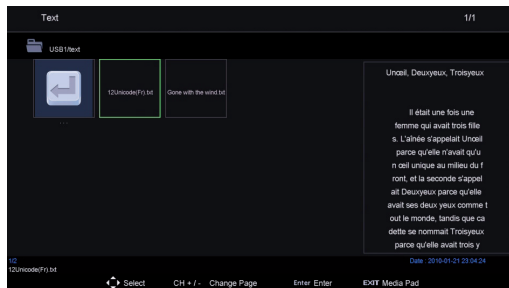 Text 1/1
USB1/text
12Unicode(Fr).txt
Gone with the wind.txt
...
Unœil, Deuxyeux, Troisyeux
Il était une fois une
femme qui avait trois fille
s. L'aînée s'appelait Unœil
parce qu'elle n'avait qu'u
n œil unique au milieu du f
ront, et la seconde s'appel
ait Deuxyeux parce qu'elle
avait ses deux yeux comme t
out le monde, tandis que ca
dette se nommait Troisyeux
parce qu'elle avait trois y
1/2 Date : 2010-01-21 23:04:24
12Unicode(Fr).txt
Select CH + / - Change Page Enter Enter EXIT Media Pad